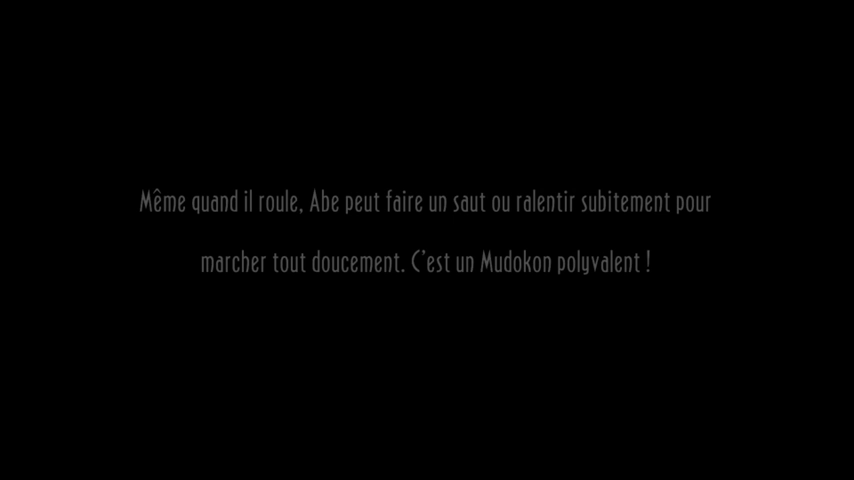 Même quand il roule, Abe peut faire un saut ou ralentir subitement pour
marcher tout doucement. C'est un Mudokon polyvalent !